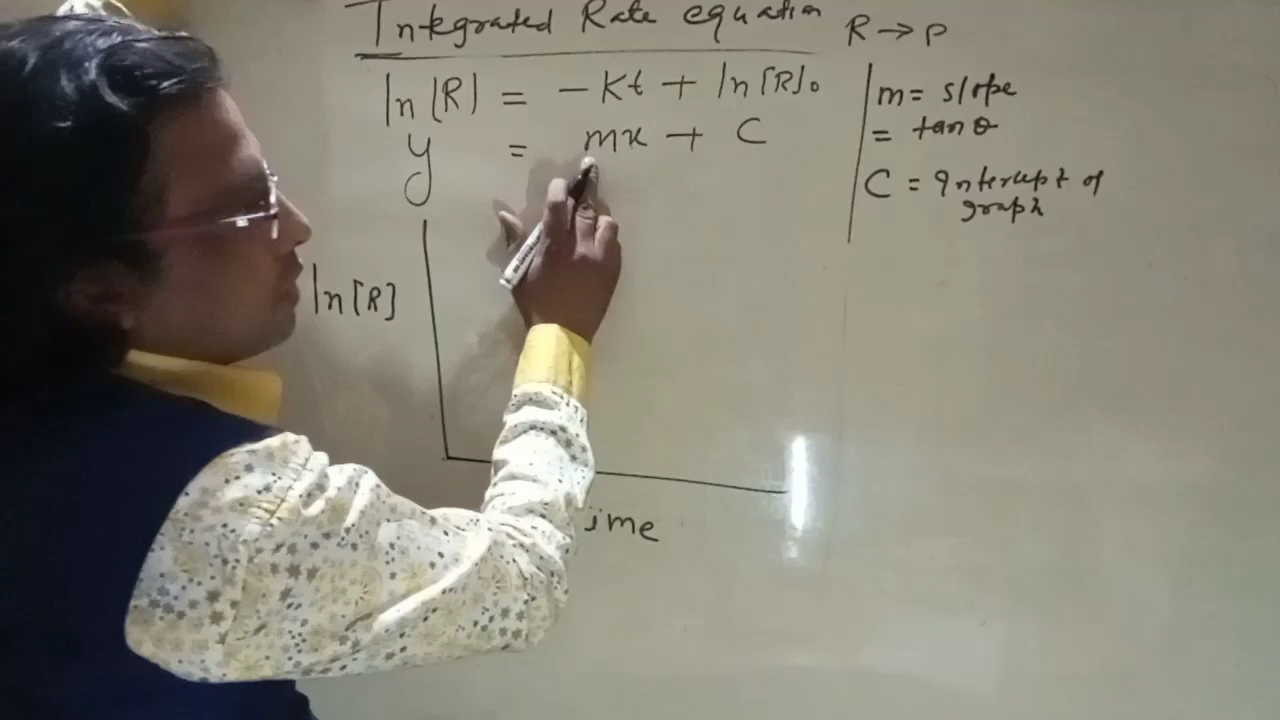 Integrated Rate equation
R → P
ln[R] = -Kt + ln[R]₀
y = mx + C
m = slope
= tan θ
C = Intercept of
graph
ln[R]
ime